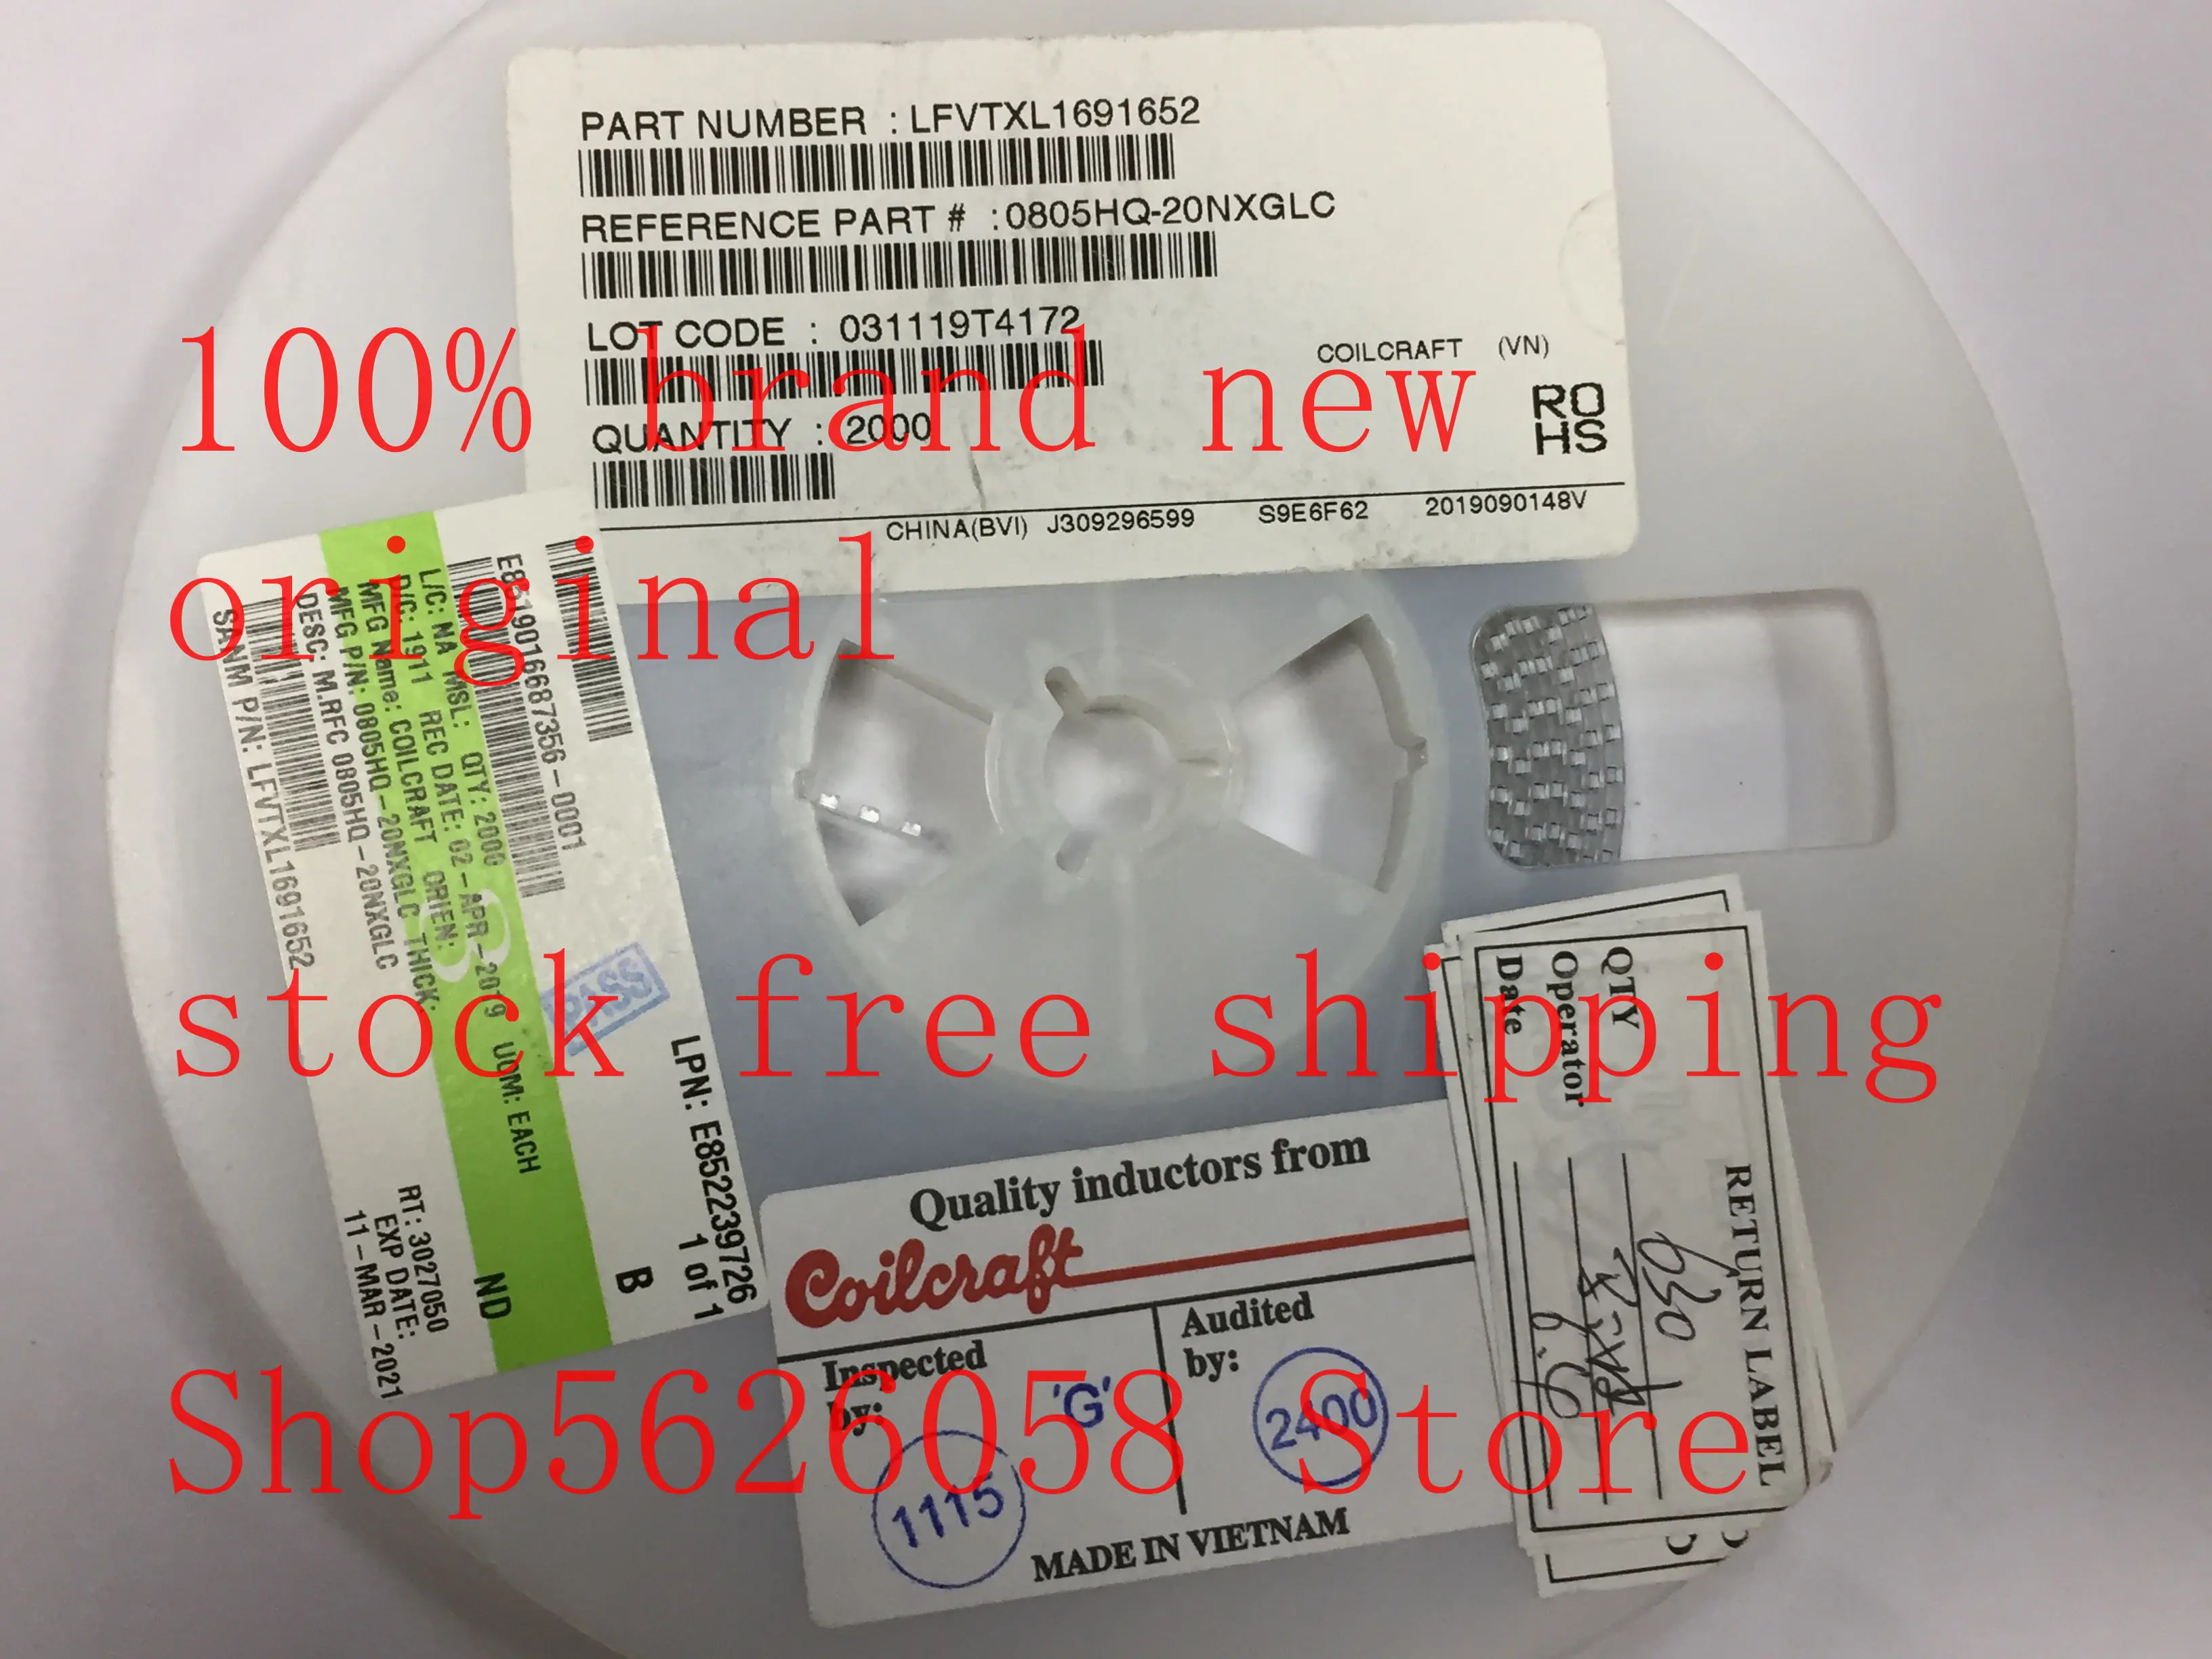 PART NUMBER : LFVTXL1691652
REFERENCE PART # : 0805HQ-20NXGLC
LOT CODE : 031119T4172
QUANTITY : 2000
COILCRAFT (VN)
RO
HS
CHINA(BVI) J309296599 S9E6F62 2019090148V
100% brand new
original
stock free shipping
Shop5626058 Store
LPN: E852239726
1 of 1
B
PASS
L/C: NA MSL: QTY: 2000 UOM: EACH
D/C: 1911 REC DATE: 02-APR-2019
MFG Name: COILCRAFT ORIEN:
MFG P/N: 0805HQ-20NXGLC THICK:
DESC: M.RFC 0805HQ-20NXGLC
SANM P/N: LFVTXL1691652
ND
RT: 3027050
EXP DATE:
11-MAR-2021
Quality inductors from
Coilcraft
Inspected
by:
'G'
1115
Audited
by:
2400
MADE IN VIETNAM
RETURN LABEL
QTY 630
Operator
Date